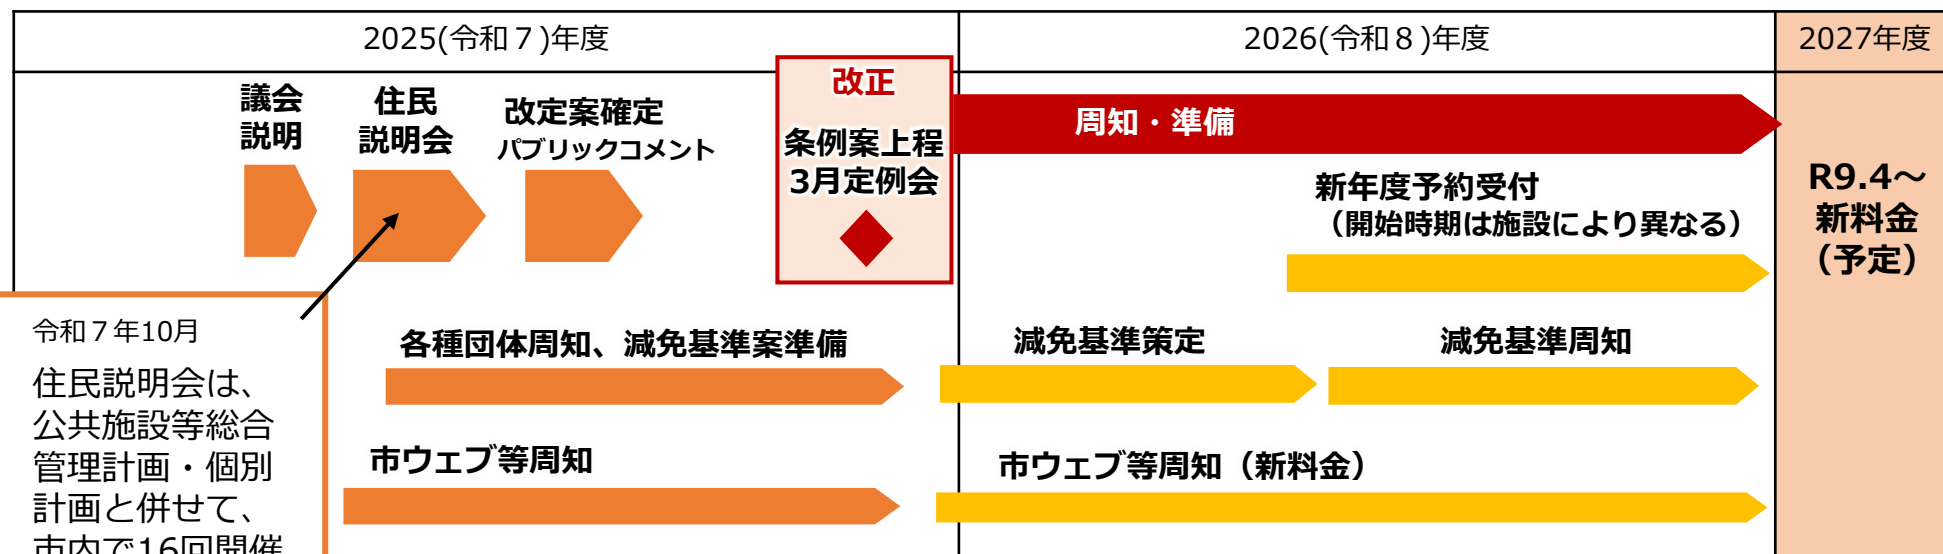 2025(令和７)年度
2026(令和８)年度
2027年度
議会
説明
住民
説明会
改定案確定
パブリックコメント
改正
条例案上程
3月定例会
周知・準備
新年度予約受付
（開始時期は施設により異なる）
R9.4～
新料金
（予定）
令和７年10月
住民説明会は、
公共施設等総合
管理計画・個別
計画と併せて、
市内で16回開催
各種団体周知、減免基準案準備
減免基準策定
減免基準周知
市ウェブ等周知
市ウェブ等周知（新料金）